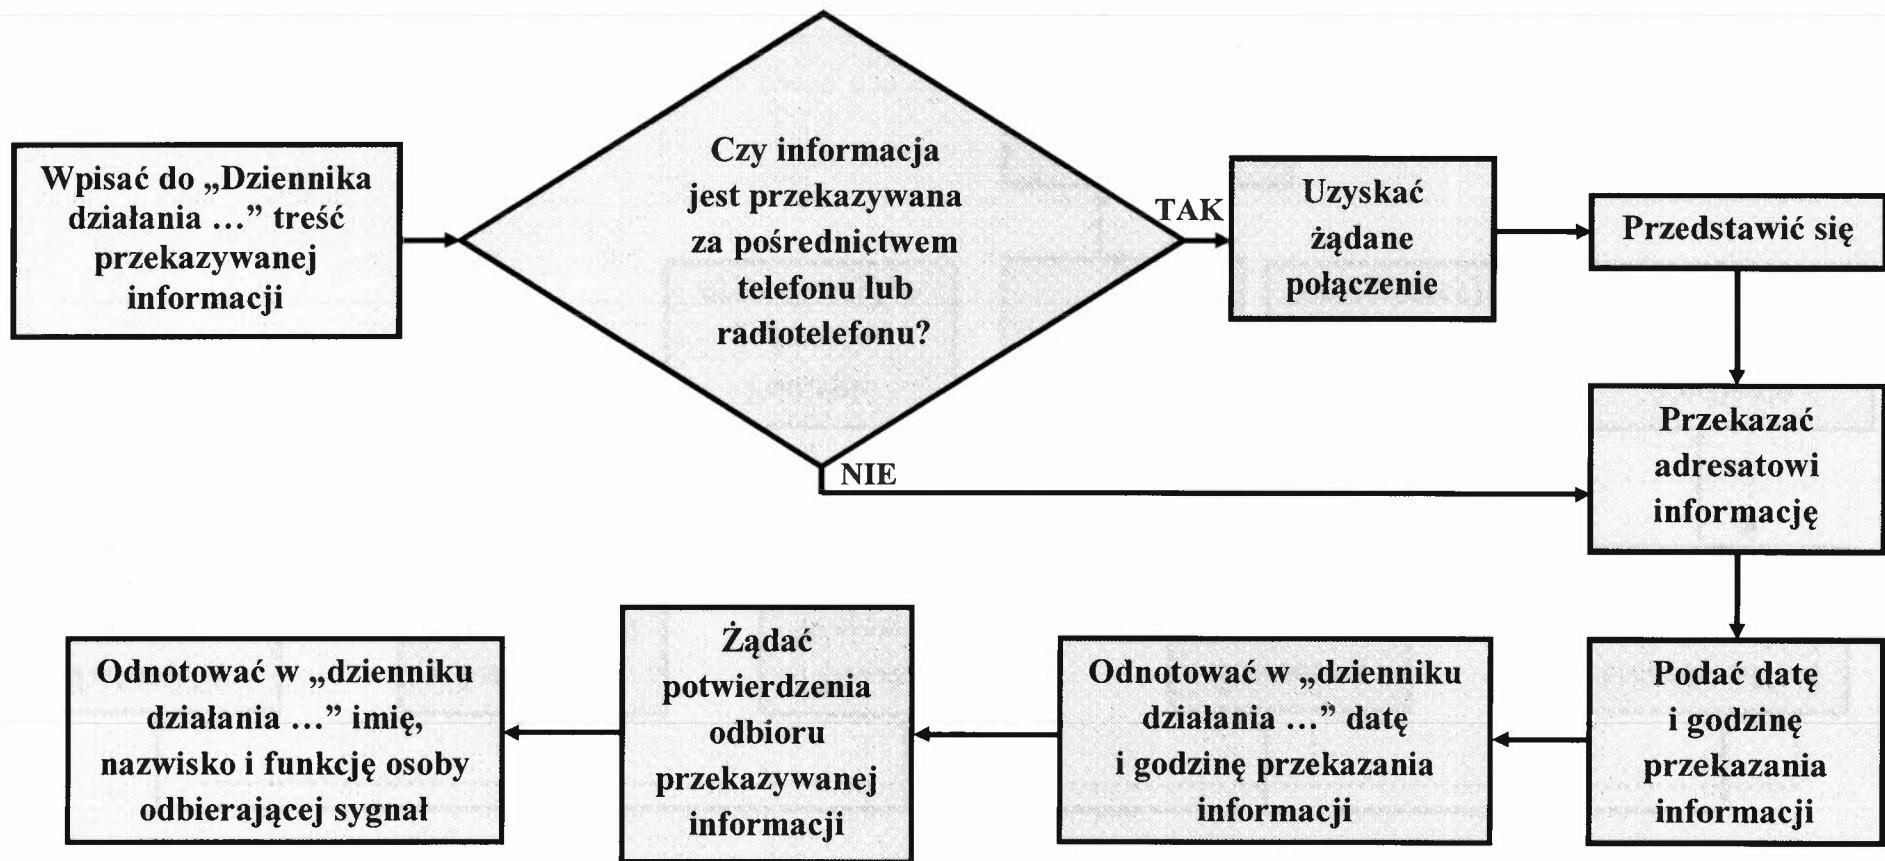 Wpisać do „Dziennika
działania …” treść
przekazywanej
informacji
Czy informacja
jest przekazywana
za pośrednictwem
telefonu lub
radiotelefonu?
TAK
Uzyskać
żądane
połączenie
Przedstawić się
NIE
Przekazać
adresatowi
informację
Podać datę
i godzinę
przekazania
informacji
Odnotować w „dzienniku
działania …” datę
i godzinę przekazania
informacji
Żądać
potwierdzenia
odbioru
przekazywanej
informacji
Odnotować w „dzienniku
działania …” imię,
nazwisko i funkcję osoby
odbierającej sygnał